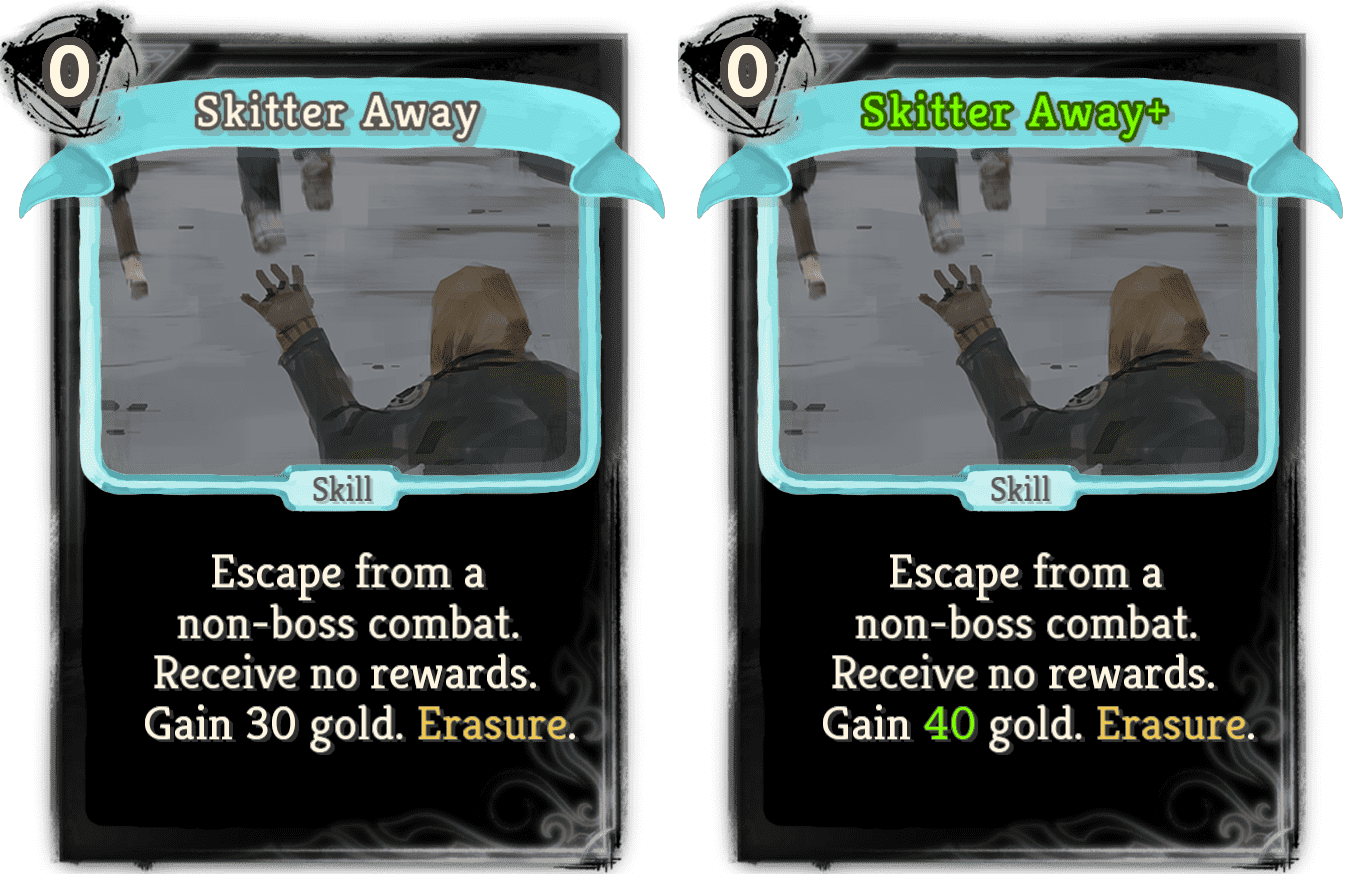 0
Skitter Away
Skill
Escape from a
non-boss combat.
Receive no rewards.
Gain 30 gold. Erasure.
0
Skitter Away+
Skill
Escape from a
non-boss combat.
Receive no rewards.
Gain 40 gold. Erasure.